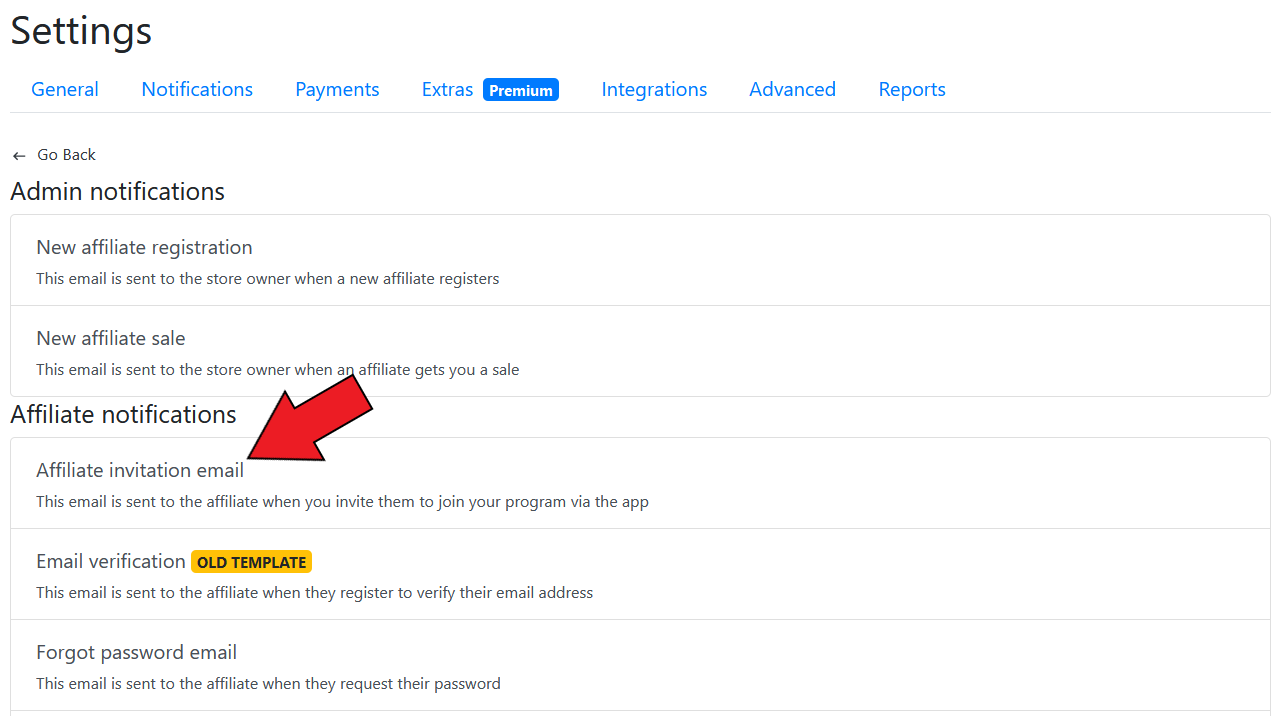 Settings
General Notifications Payments Extras Premium Integrations Advanced Reports
← Go Back
Admin notifications
New affiliate registration
This email is sent to the store owner when a new affiliate registers
New affiliate sale
This email is sent to the store owner when an affiliate gets you a sale
Affiliate notifications
Affiliate invitation email
This email is sent to the affiliate when you invite them to join your program via the app
Email verification OLD TEMPLATE
This email is sent to the affiliate when they register to verify their email address
Forgot password email
This email is sent to the affiliate when they request their password